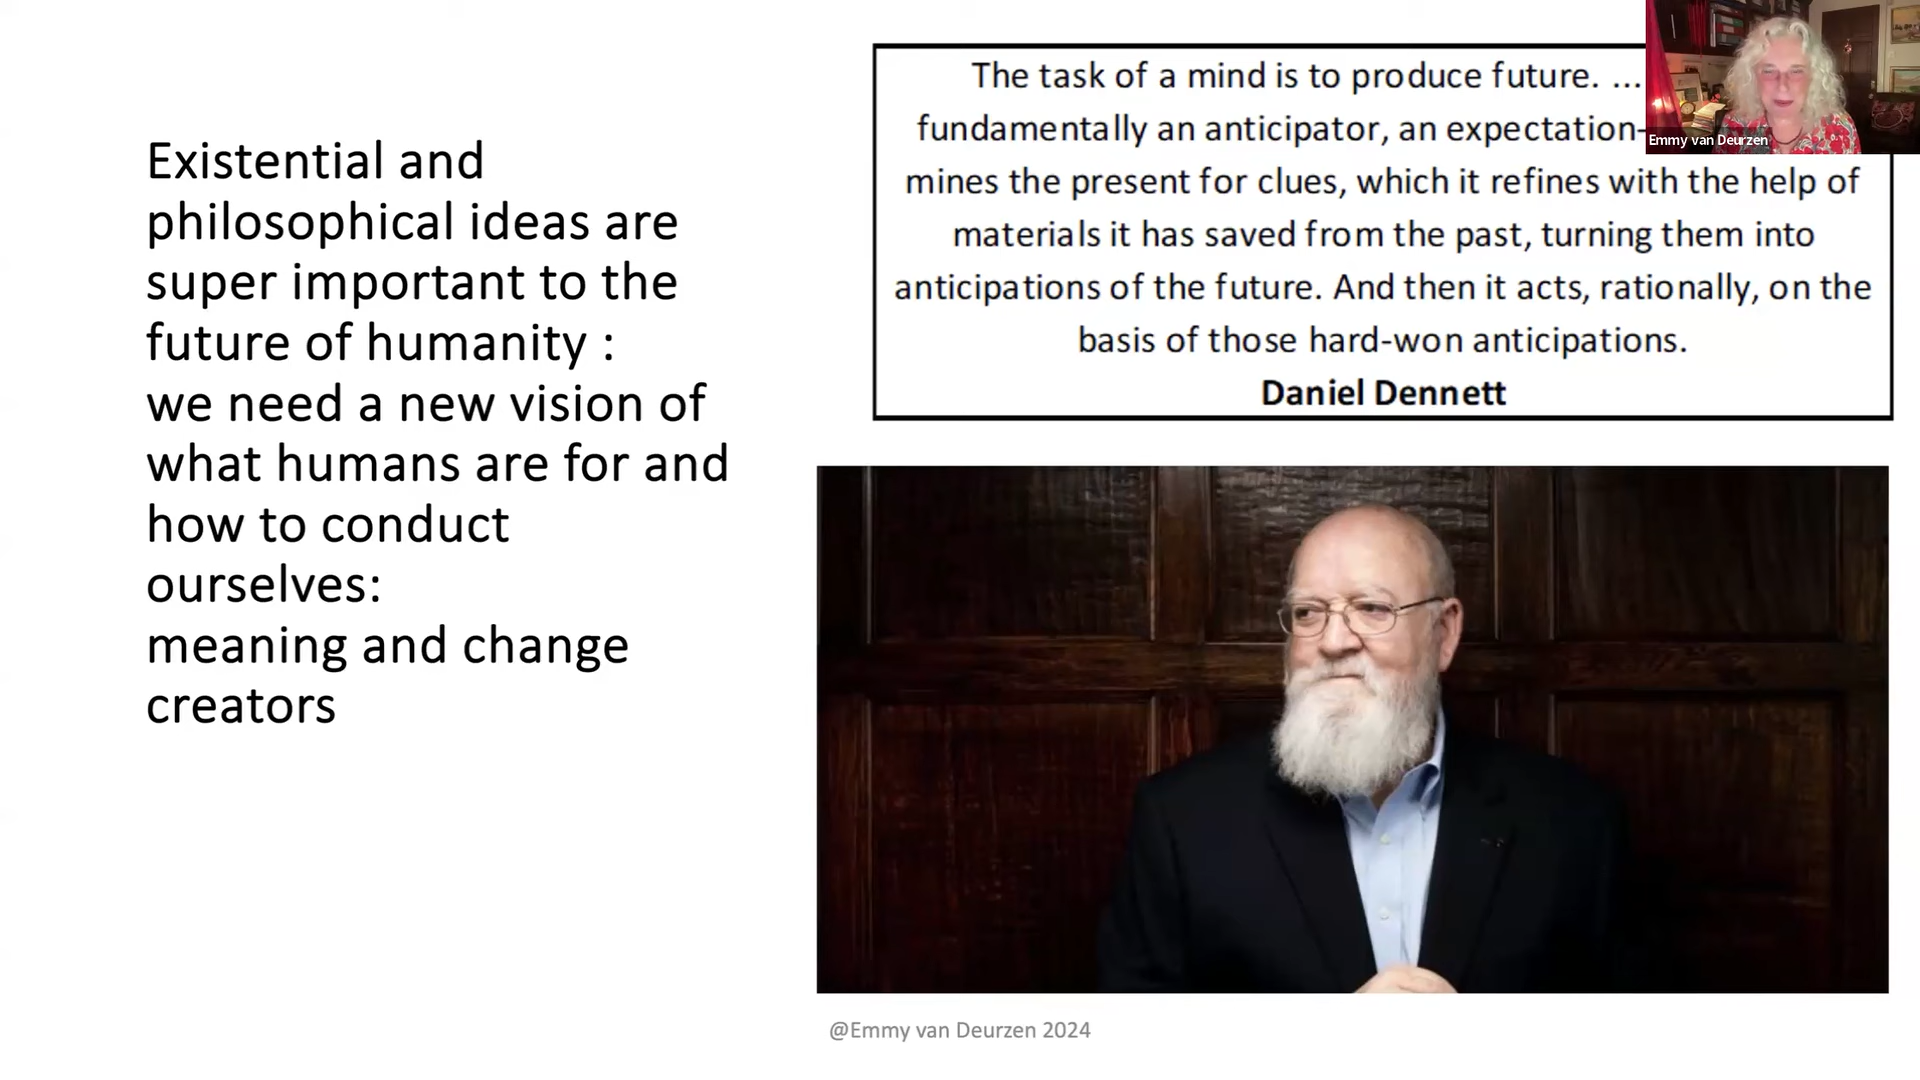 Existential and
philosophical ideas are
super important to the
future of humanity :
we need a new vision of
what humans are for and
how to conduct
ourselves:
meaning and change
creators
The task of a mind is to produce future. ...
fundamentally an anticipator, an expectation-
mines the present for clues, which it refines with the help of
materials it has saved from the past, turning them into
anticipations of the future. And then it acts, rationally, on the
basis of those hard-won anticipations.
Daniel Dennett
Emmy van Deurzen
@Emmy van Deurzen 2024